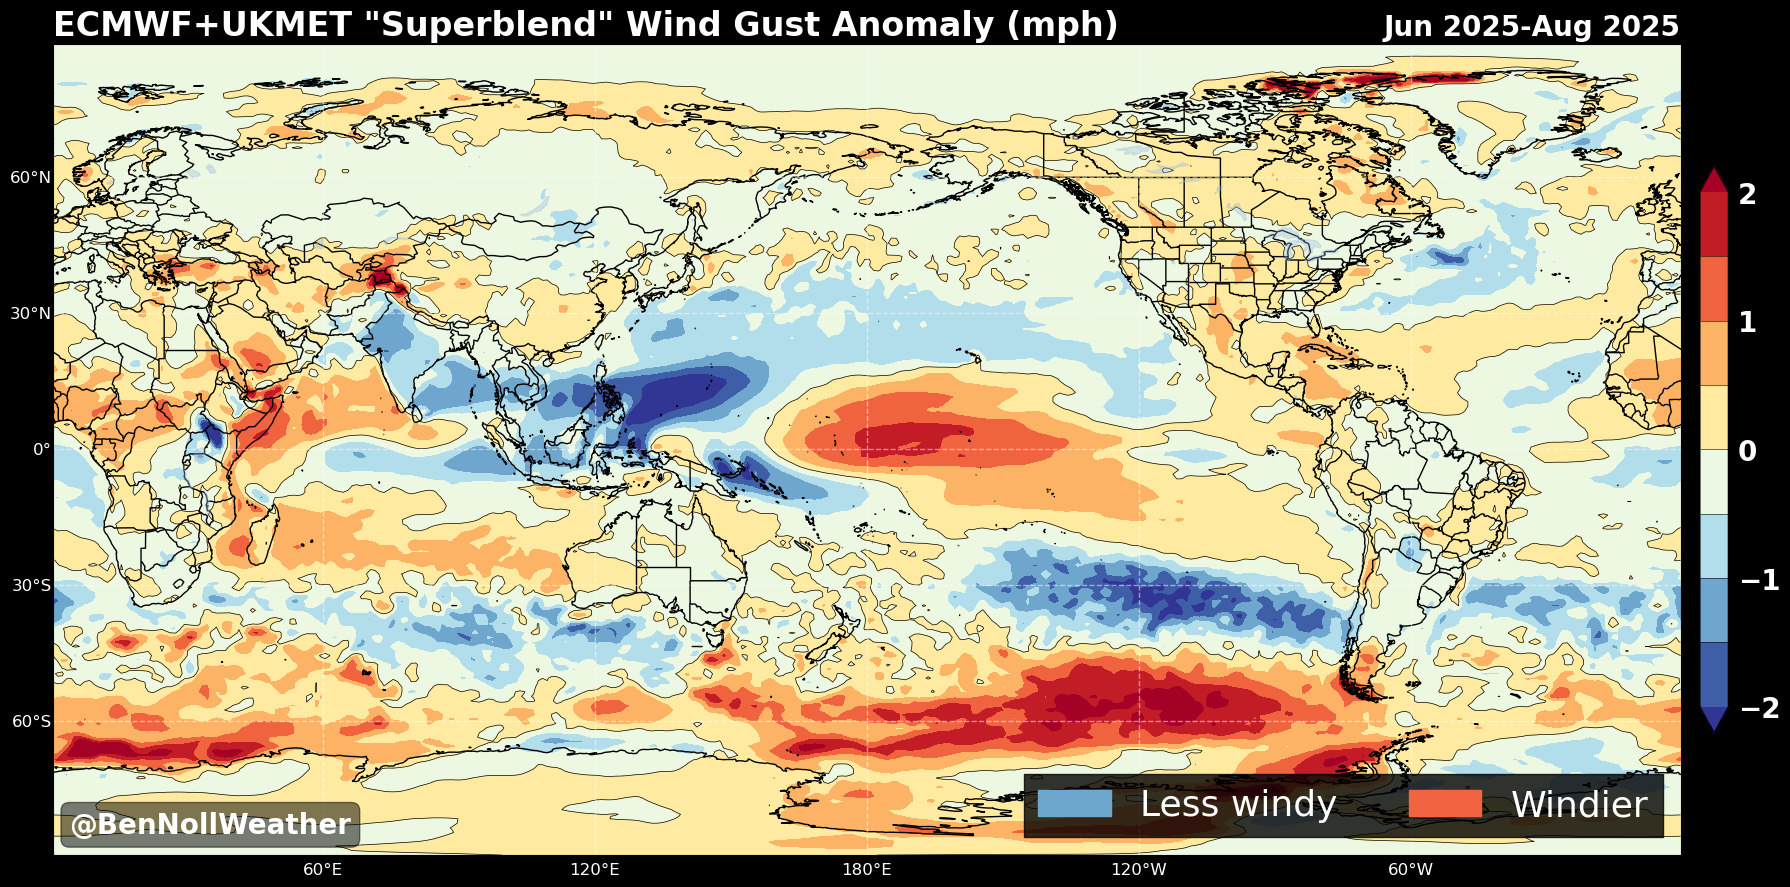 ECMWF+UKMET "Superblend" Wind Gust Anomaly (mph)
Jun 2025-Aug 2025
60°N
30°N
0°
30°S
60°S
60°E
120°E
180°E
120°W
60°W
2
1
0
−1
−2
@BenNollWeather
Less windy
Windier